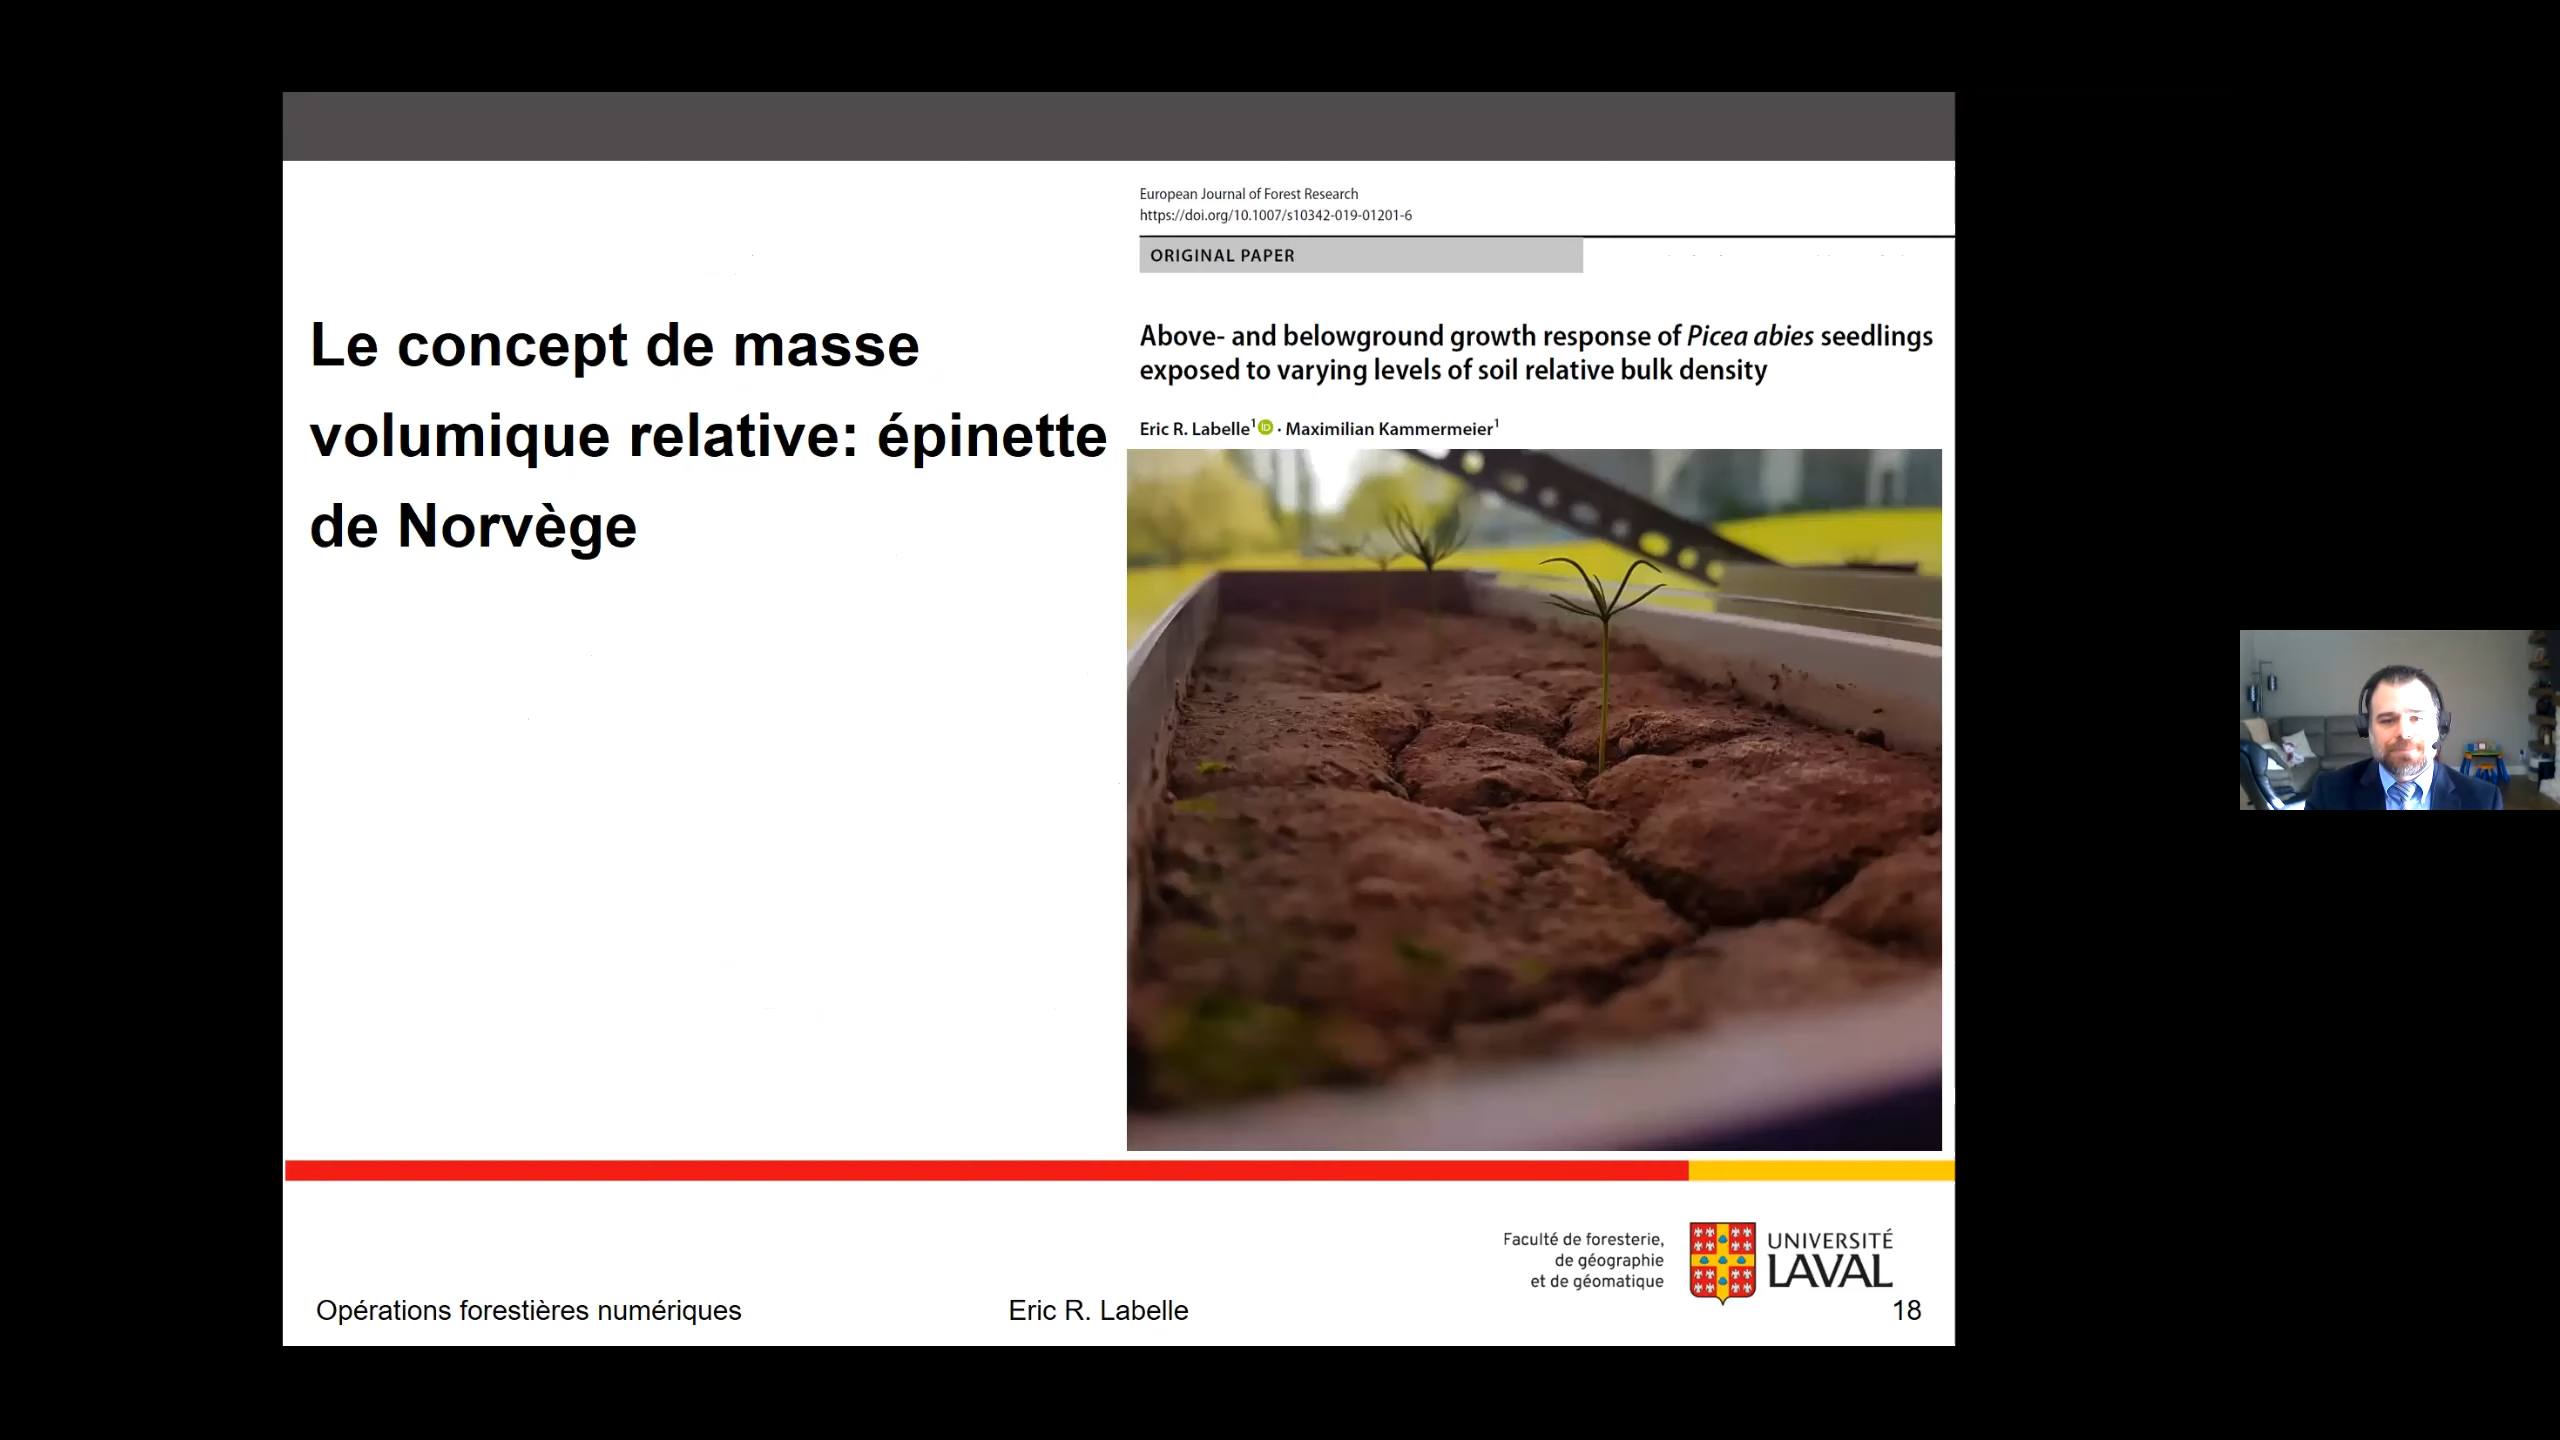 Le concept de masse
volumique relative: épinette
de Norvège
European Journal of Forest Research
https://doi.org/10.1007/s10342-019-01201-6
ORIGINAL PAPER
Above- and belowground growth response of Picea abies seedlings
exposed to varying levels of soil relative bulk density
Eric R. Labelle1 iD · Maximilian Kammermeier1
Faculté de foresterie,
de géographie
et de géomatique
UNIVERSITÉ
LAVAL
Opérations forestières numériques
Eric R. Labelle
18